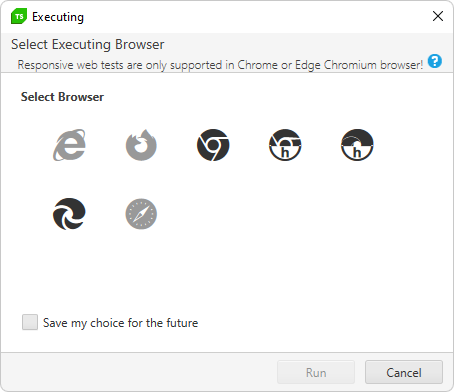 TS Executing
Select Executing Browser
Responsive web tests are only supported in Chrome or Edge Chromium browser! ?
Select Browser
h h
Save my choice for the future
Run Cancel